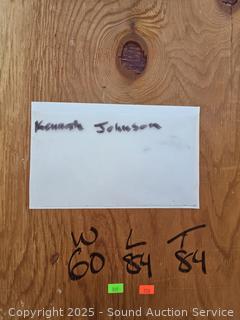 Kenneth Johnson
W L T
60 84 84
Copyright 2025 - Sound Auction Service